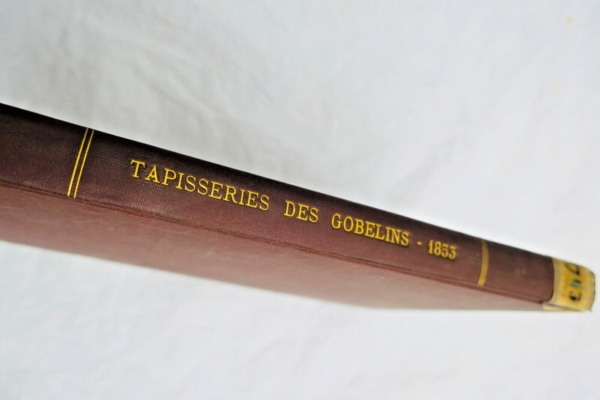 TAPISSERIES DES GOBELINS - 1853